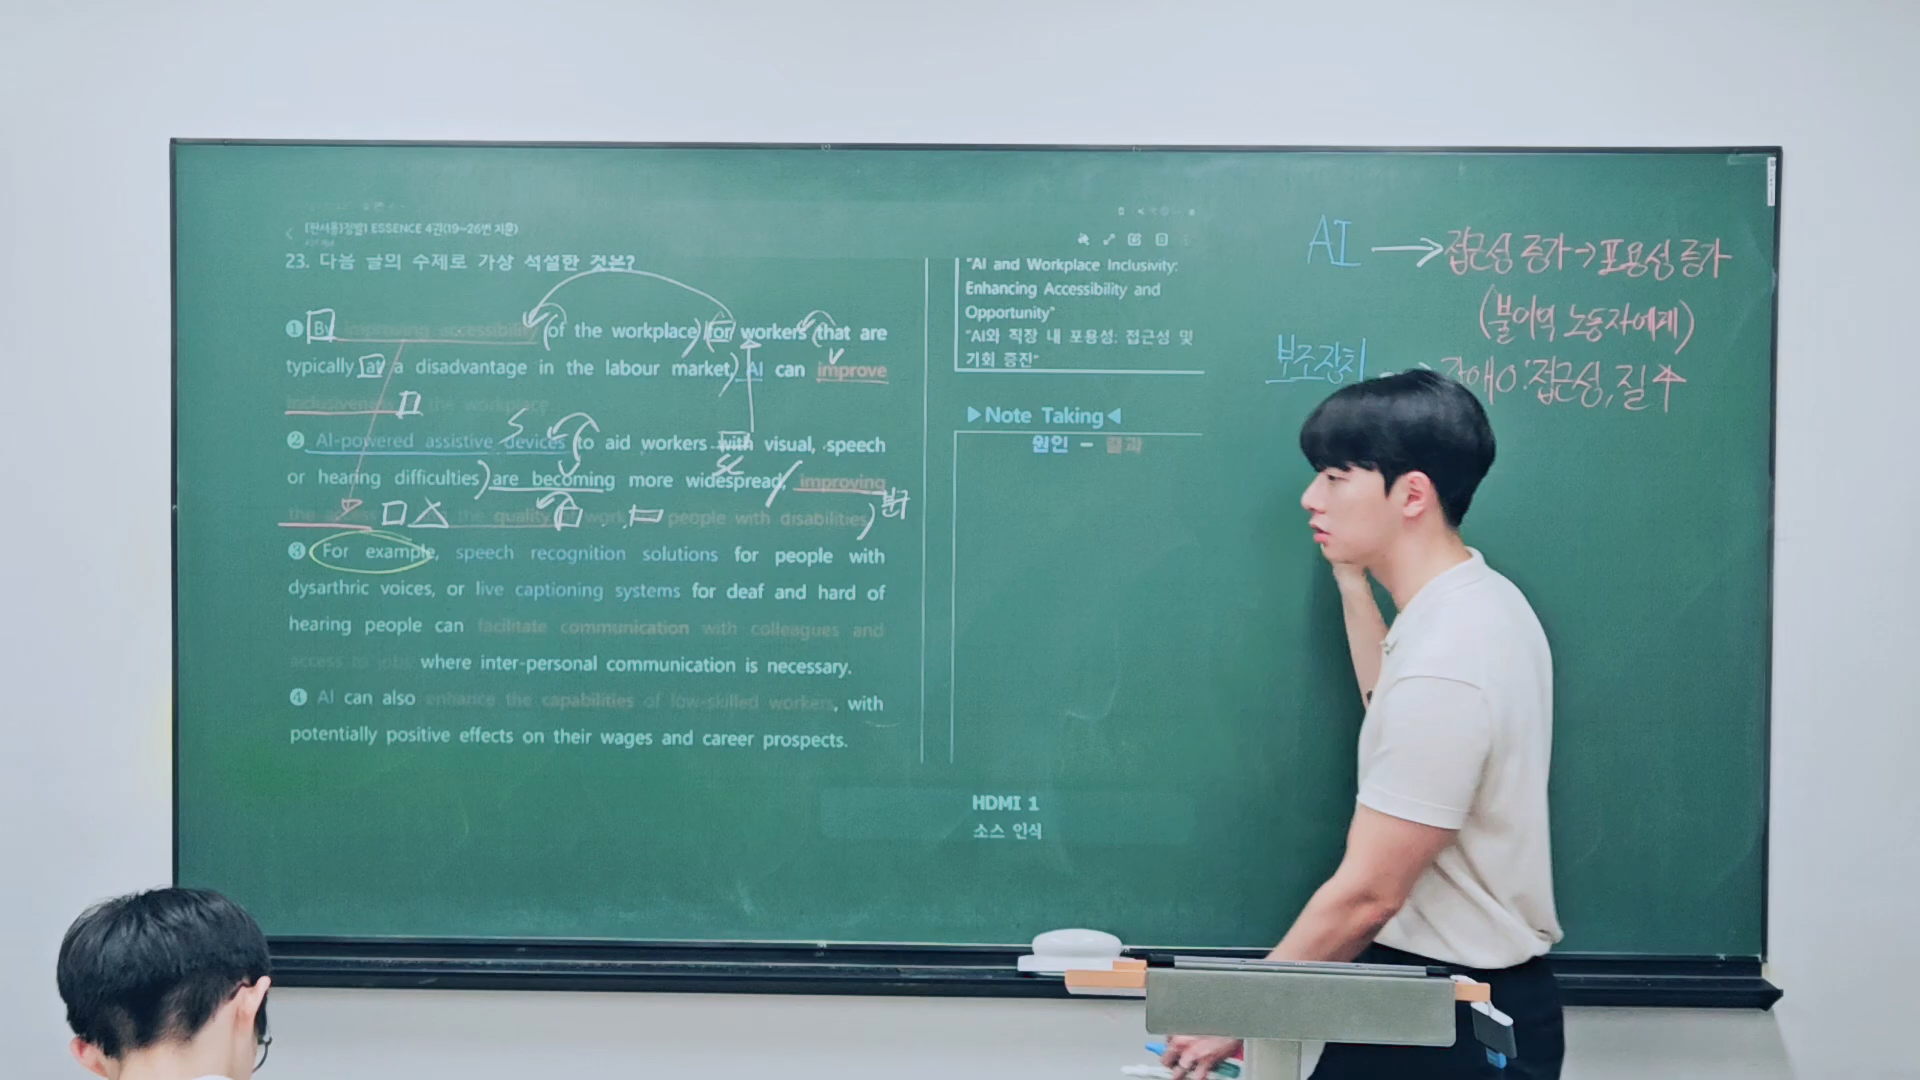 [판서용]정발1 ESSENCE 4강(19~26번 지문)
23. 다음 글의 주제로 가장 적절한 것은?
❶ By improving accessibility (of the workplace) for workers (that are
typically at a disadvantage in the labour market,) AI can improve
inclusiveness the workplace
❷ AI-powered assistive devices (to aid workers with visual, speech
or hearing difficulties) are becoming more widespread, improving
the the quality work people with disabilities) 분구
❸ For example, speech recognition solutions for people with
dysarthric voices, or live captioning systems for deaf and hard of
hearing people can facilitate communication with colleagues and
access to jobs where inter-personal communication is necessary.
❹ AI can also enhance the capabilities of low-skilled workers, with
potentially positive effects on their wages and career prospects.
"AI and Workplace Inclusivity:
Enhancing Accessibility and
Opportunity"
"AI와 직장 내 포용성: 접근성 및
기회 증진"
▶Note Taking◀
원인 – 결과
HDMI 1
소스 인식
AI → 접근성 증가 → 포용성 증가
(불이익 노동자에게)
보조장치 → 장애인:접근성, 질↑